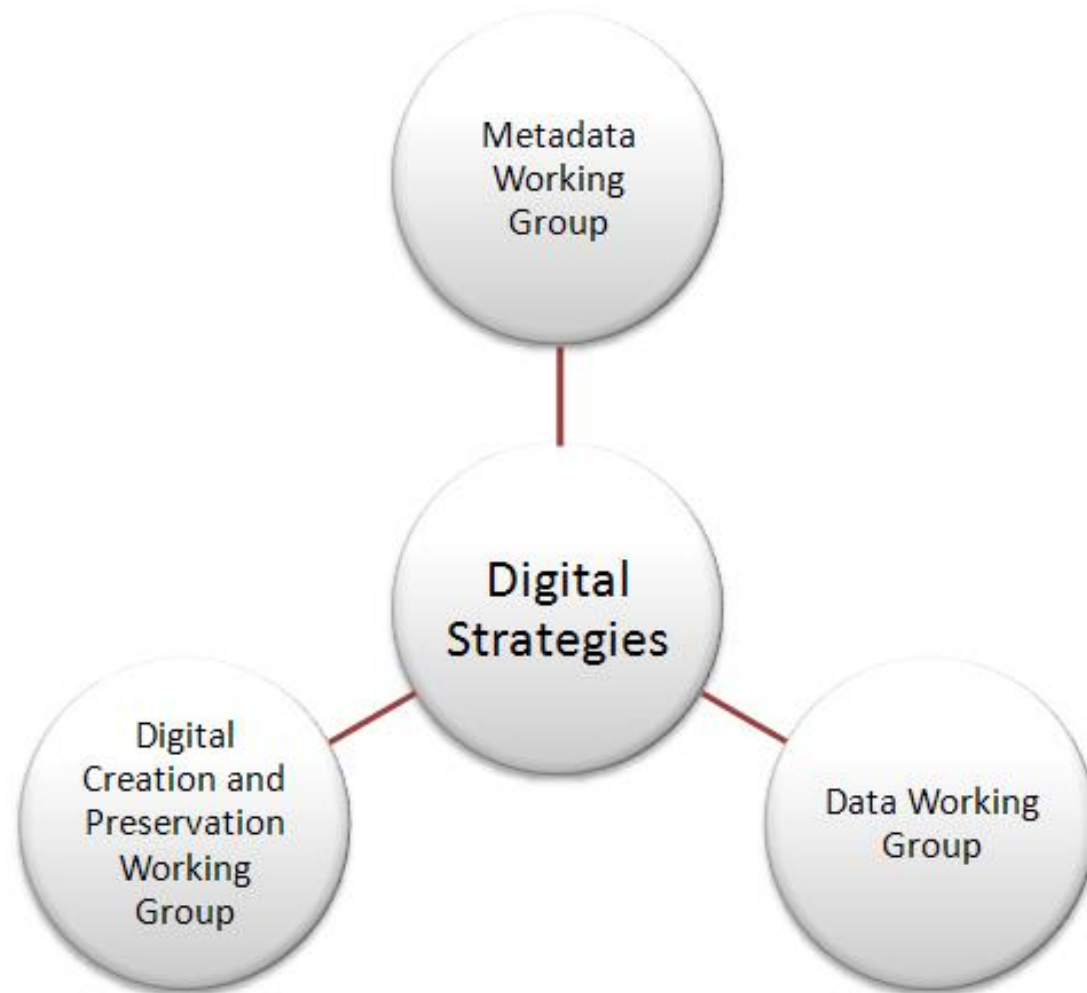 Metadata
Working
Group
Digital
Strategies
Digital
Creation and
Preservation
Working
Group
Data Working
Group